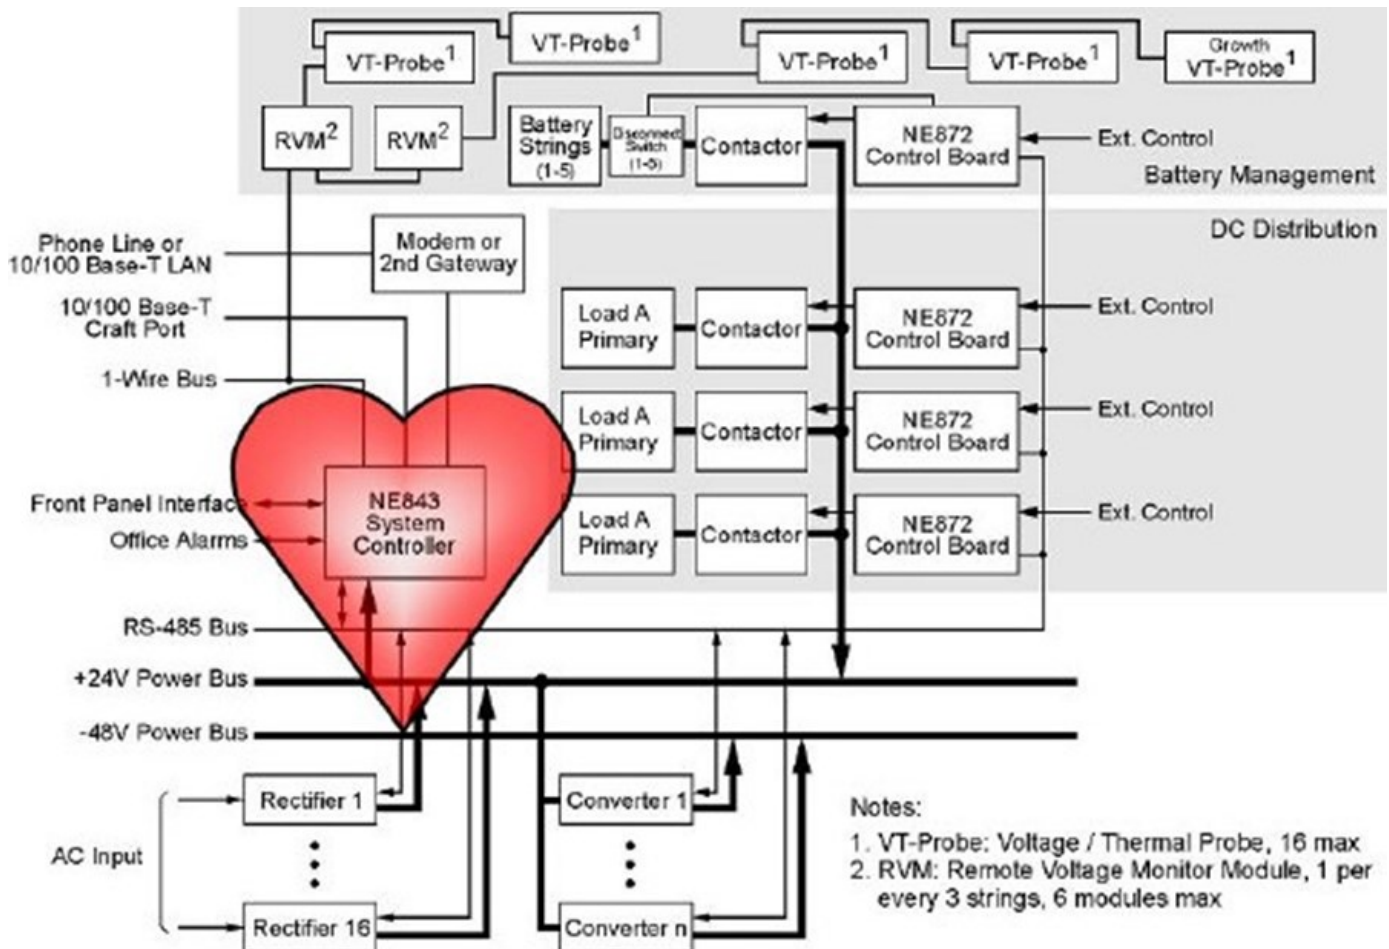 VT-Probe1
VT-Probe1
VT-Probe1
VT-Probe1
Growth
VT-Probe1
RVM2
RVM2
Battery
Strings
(1-5)
Disconnect
Switch
(1-5)
Contactor
NE872
Control Board
Ext. Control
Battery Management
Phone Line or
10/100 Base-T LAN
Modem or
2nd Gateway
DC Distribution
10/100 Base-T
Craft Port
1-Wire Bus
Load A
Primary
Contactor
NE872
Control Board
Ext. Control
Load A
Primary
Contactor
NE872
Control Board
Ext. Control
Load A
Primary
Contactor
NE872
Control Board
Ext. Control
Front Panel Interface
Office Alarms
NE843
System
Controller
RS-485 Bus
+24V Power Bus
-48V Power Bus
AC Input
Rectifier 1
Rectifier 16
Converter 1
Converter n
Notes:
1. VT-Probe: Voltage / Thermal Probe, 16 max
2. RVM: Remote Voltage Monitor Module, 1 per
every 3 strings, 6 modules max